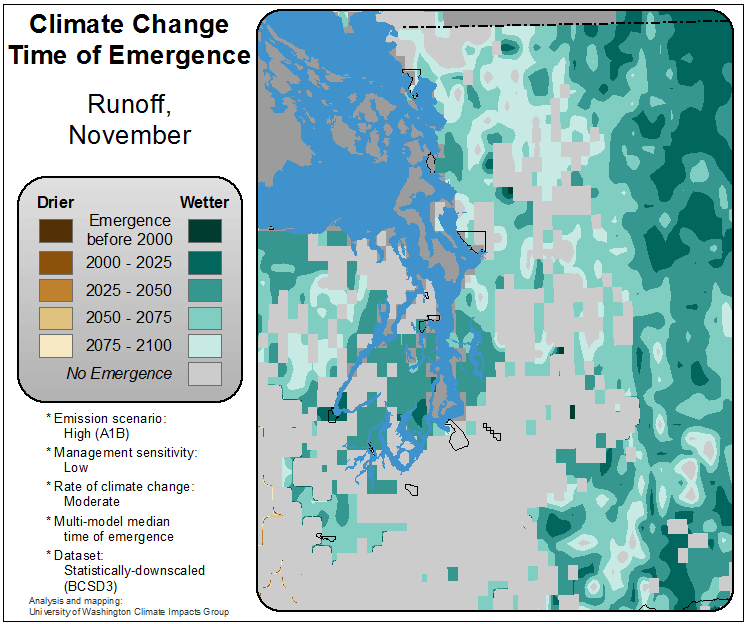 Climate Change
Time of Emergence
Runoff,
November
Drier Wetter
Emergence
before 2000
2000 - 2025
2025 - 2050
2050 - 2075
2075 - 2100
No Emergence
* Emission scenario:
High (A1B)
* Management sensitivity:
Low
* Rate of climate change:
Moderate
* Multi-model median
time of emergence
* Dataset:
Statistically-downscaled
(BCSD3)
Analysis and mapping:
University of Washington Climate Impacts Group